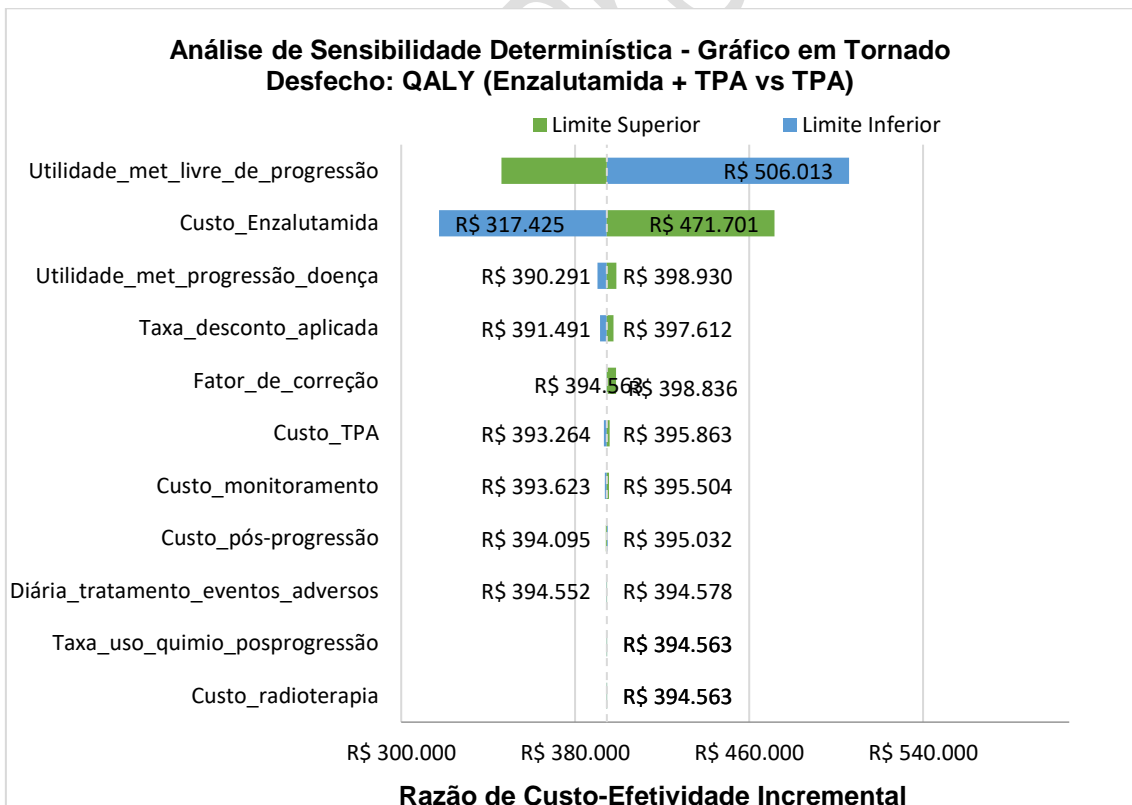 Análise de Sensibilidade Determinística - Gráfico em Tornado
Desfecho: QALY (Enzalutamida + TPA vs TPA)
Limite Superior Limite Inferior
Utilidade_met_livre_de_progressão R$ 506.013
Custo_Enzalutamida R$ 317.425 R$ 471.701
Utilidade_met_progressão_doença R$ 390.291 R$ 398.930
Taxa_desconto_aplicada R$ 391.491 R$ 397.612
Fator_de_correção R$ 394.563 R$ 398.836
Custo_TPA R$ 393.264 R$ 395.863
Custo_monitoramento R$ 393.623 R$ 395.504
Custo_pós-progressão R$ 394.095 R$ 395.032
Diária_tratamento_eventos_adversos R$ 394.552 R$ 394.578
Taxa_uso_quimio_posprogressão R$ 394.563
Custo_radioterapia R$ 394.563
R$ 300.000 R$ 380.000 R$ 460.000 R$ 540.000
Razão de Custo-Efetividade Incremental